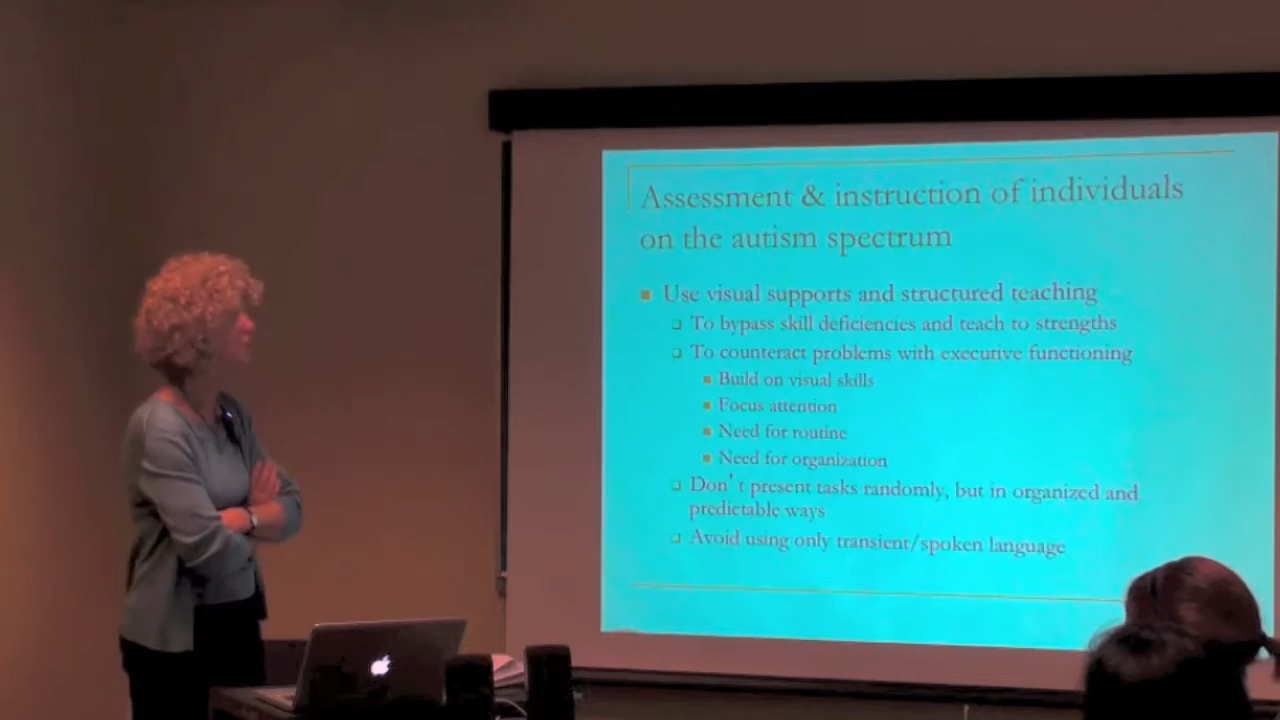 Assessment & instruction of individuals
on the autism spectrum
Use visual supports and structured teaching
To bypass skill deficiencies and teach to strengths
To counteract problems with executive functioning
Build on visual skills
Focus attention
Need for routine
Need for organization
Don't present tasks randomly, but in organized and
predictable ways
Avoid using only transient/spoken language